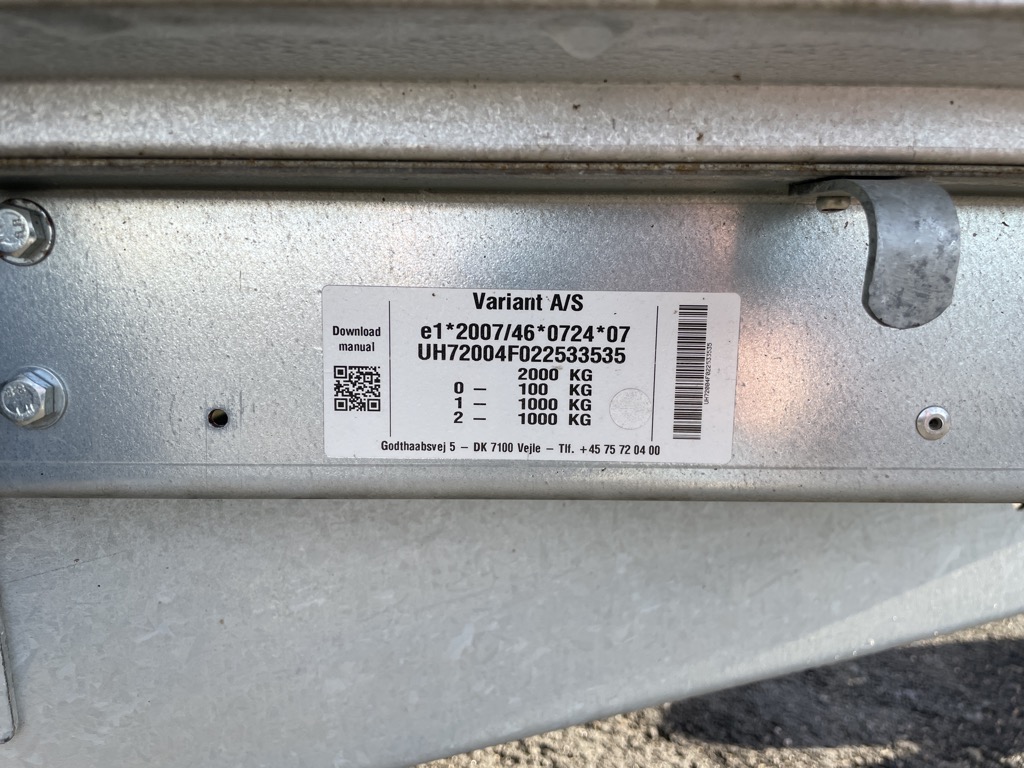 Variant A/S
Download
manual
e1*2007/46*0724*07
UH72004F022533535
2000 KG
0 – 100 KG
1 – 1000 KG
2 – 1000 KG
Godthaabsvej 5 – DK 7100 Vejle – Tlf. +45 75 72 04 00
UH72004F022533535